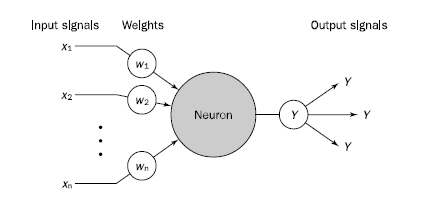 Input signals Weights Output signals
x1 w1 Y
x2 w2 Neuron Y Y
xn wn Y